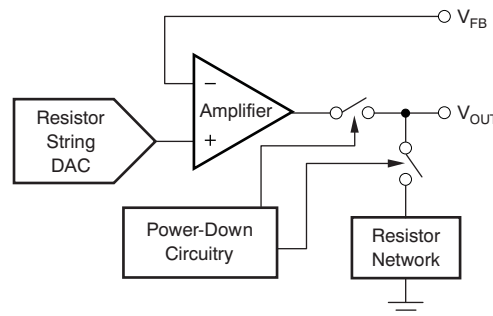 V_FB
−
Amplifier
+
V_OUT
Resistor
String
DAC
Power-Down
Circuitry
Resistor
Network